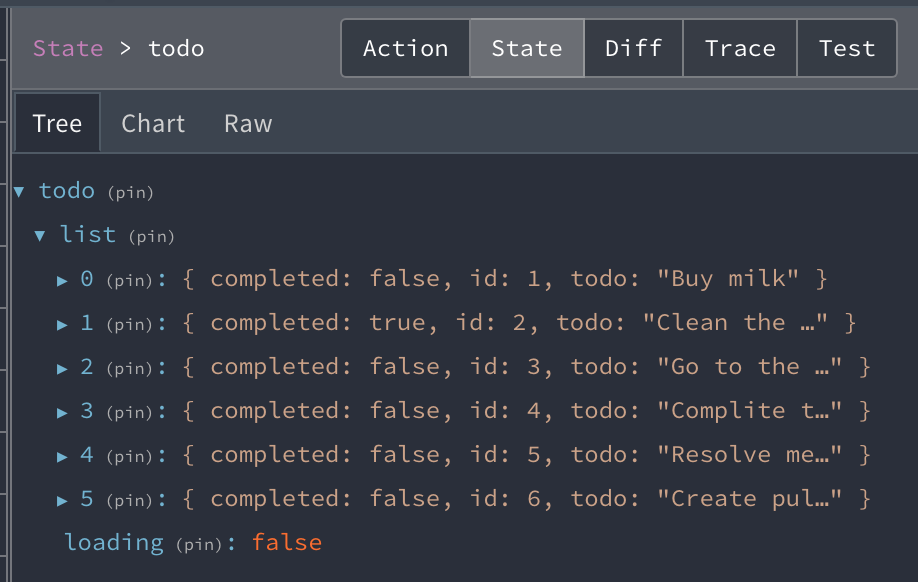 State > todo Action State Diff Trace Test
Tree Chart Raw
▼ todo (pin)
▼ list (pin)
▶ 0 (pin): { completed: false, id: 1, todo: "Buy milk" }
▶ 1 (pin): { completed: true, id: 2, todo: "Clean the …" }
▶ 2 (pin): { completed: false, id: 3, todo: "Go to the …" }
▶ 3 (pin): { completed: false, id: 4, todo: "Complite t…" }
▶ 4 (pin): { completed: false, id: 5, todo: "Resolve me…" }
▶ 5 (pin): { completed: false, id: 6, todo: "Create pul…" }
loading (pin): false